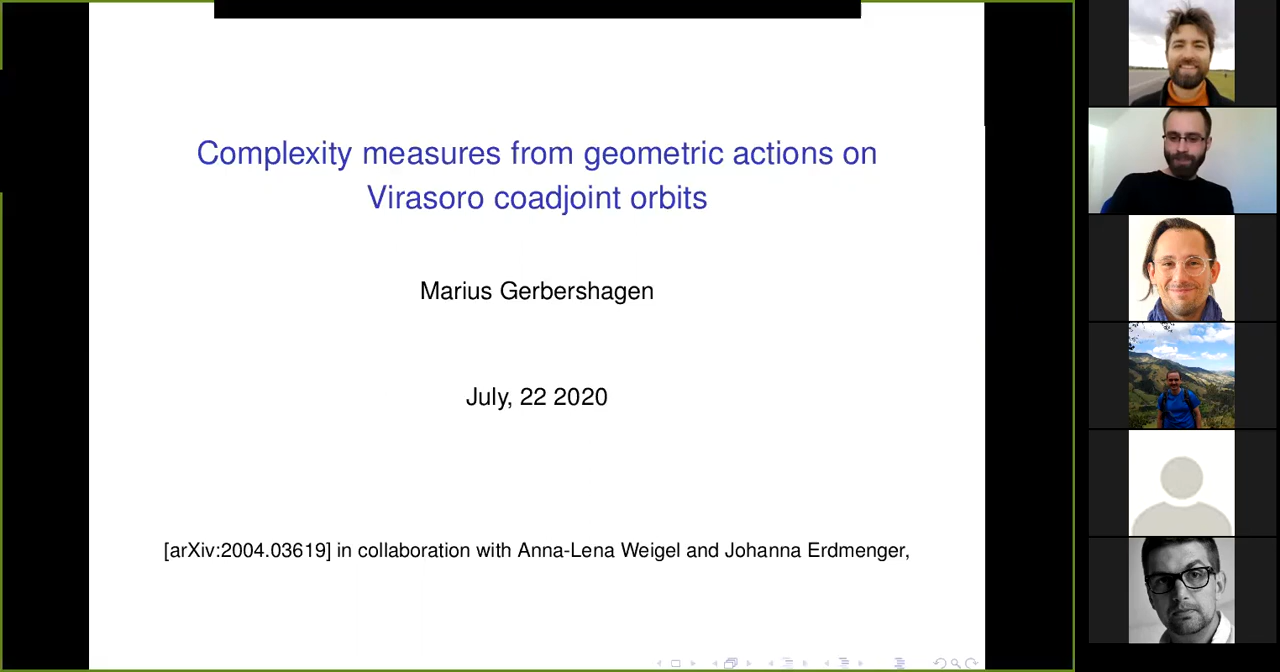 Complexity measures from geometric actions on
Virasoro coadjoint orbits
Marius Gerbershagen
July, 22 2020
[arXiv:2004.03619] in collaboration with Anna-Lena Weigel and Johanna Erdmenger,